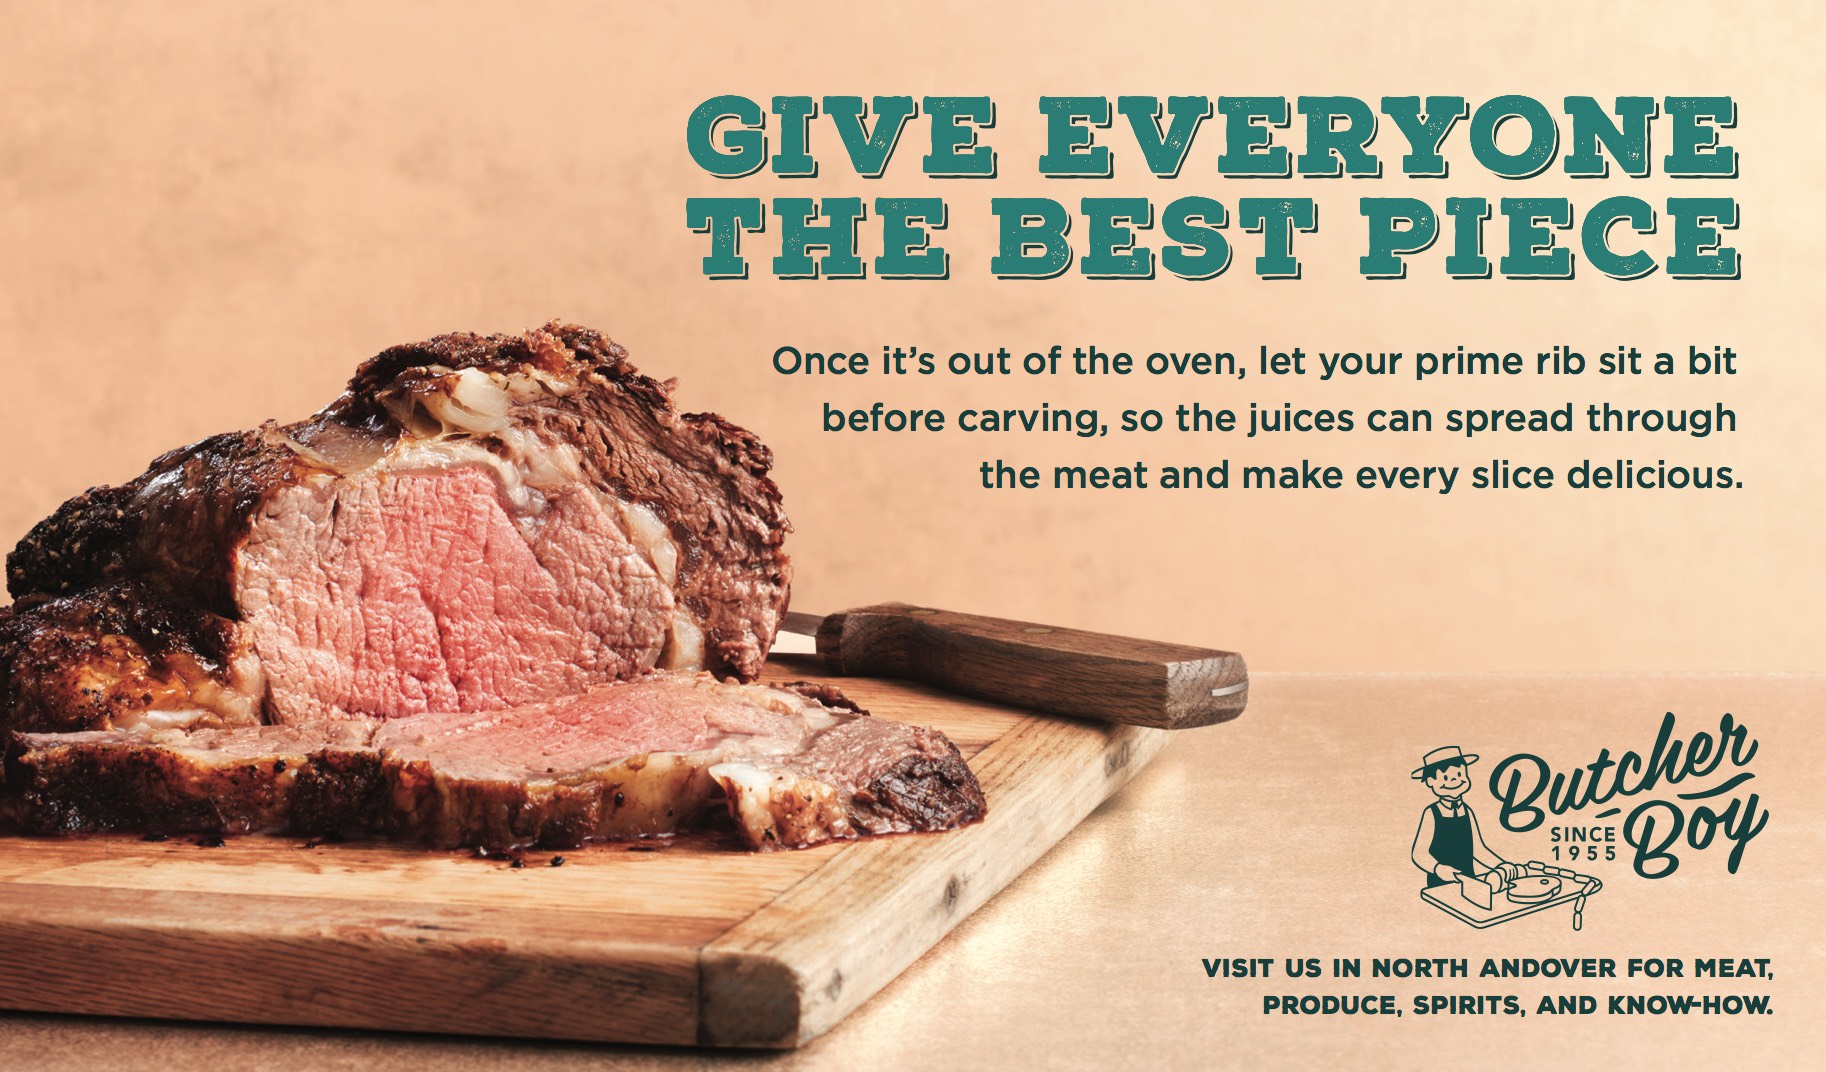 GIVE EVERYONE
THE BEST PIECE
Once it’s out of the oven, let your prime rib sit a bit
before carving, so the juices can spread through
the meat and make every slice delicious.
Butcher
Boy
SINCE
1955
VISIT US IN NORTH ANDOVER FOR MEAT,
PRODUCE, SPIRITS, AND KNOW-HOW.